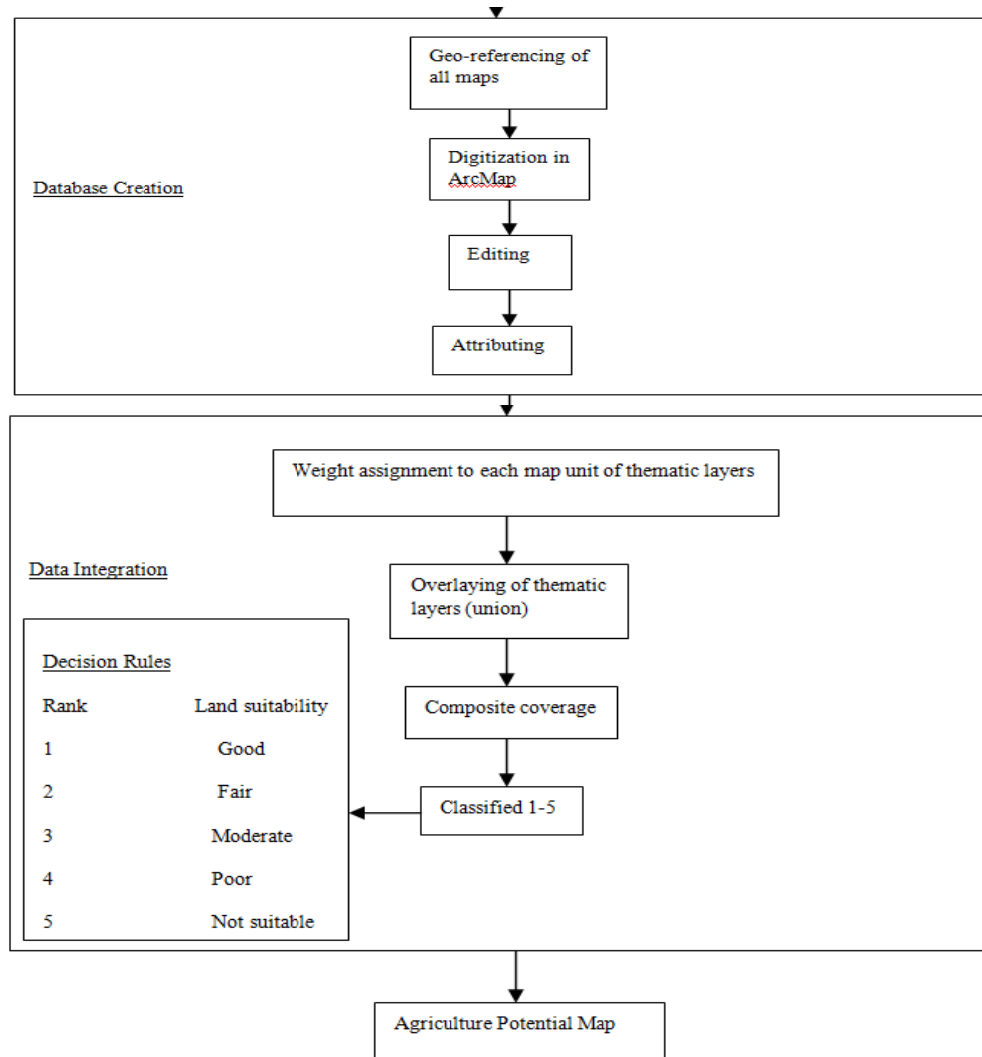 Geo-referencing of
all maps
Digitization in
ArcMap
Database Creation
Editing
Attributing
Weight assignment to each map unit of thematic layers
Data Integration
Overlaying of thematic
layers (union)
Composite coverage
Classified 1-5
Decision Rules
Rank Land suitability
1 Good
2 Fair
3 Moderate
4 Poor
5 Not suitable
Agriculture Potential Map